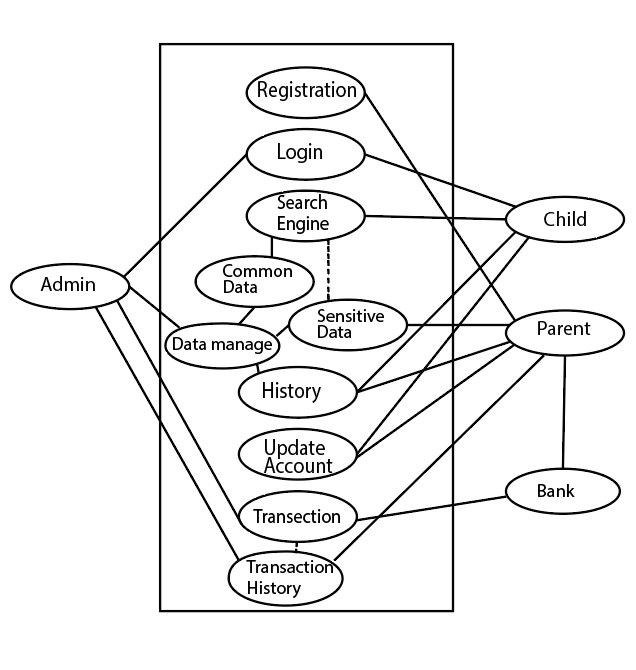 Registration
Login
Search
Engine
Child
Common
Data
Admin
Sensitive
Data
Parent
Data manage
History
Update
Account
Bank
Transection
Transaction
History